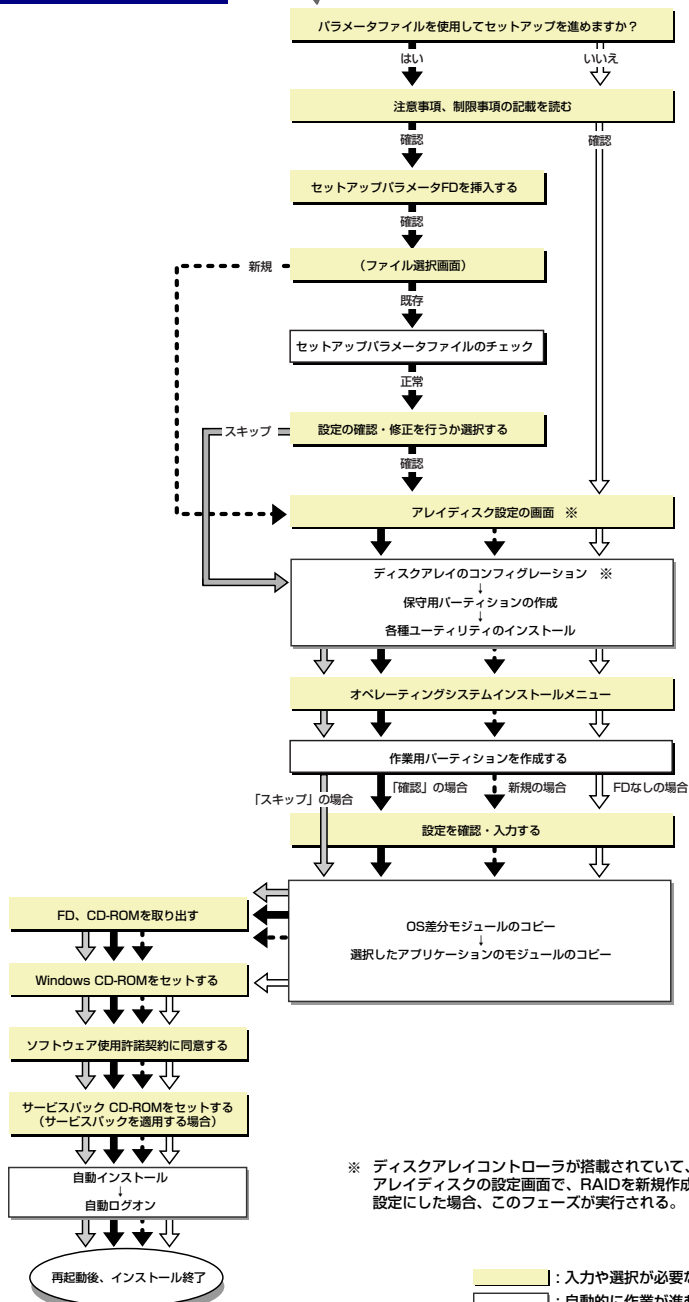 パラメータファイルを使用してセットアップを進めますか？
はい
いいえ
注意事項、制限事項の記載を読む
確認
確認
セットアップパラメータFDを挿入する
確認
新規
（ファイル選択画面）
既存
セットアップパラメータファイルのチェック
正常
スキップ
設定の確認・修正を行うか選択する
確認
アレイディスク設定の画面　※
ディスクアレイのコンフィグレーション　※
↓
保守用パーティションの作成
↓
各種ユーティリティのインストール
オペレーティングシステムインストールメニュー
作業用パーティションを作成する
「スキップ」の場合
「確認」の場合
新規の場合
FDなしの場合
設定を確認・入力する
OS差分モジュールのコピー
↓
選択したアプリケーションのモジュールのコピー
FD、CD-ROMを取り出す
Windows CD-ROMをセットする
ソフトウェア使用許諾契約に同意する
サービスパック CD-ROMをセットする
（サービスパックを適用する場合）
自動インストール
↓
自動ログオン
再起動後、インストール終了
※　ディスクアレイコントローラが搭載されていて、
アレイディスクの設定画面で、RAIDを新規作成
設定にした場合、このフェーズが実行される。
：入力や選択が必要な
：自動的に作業が進